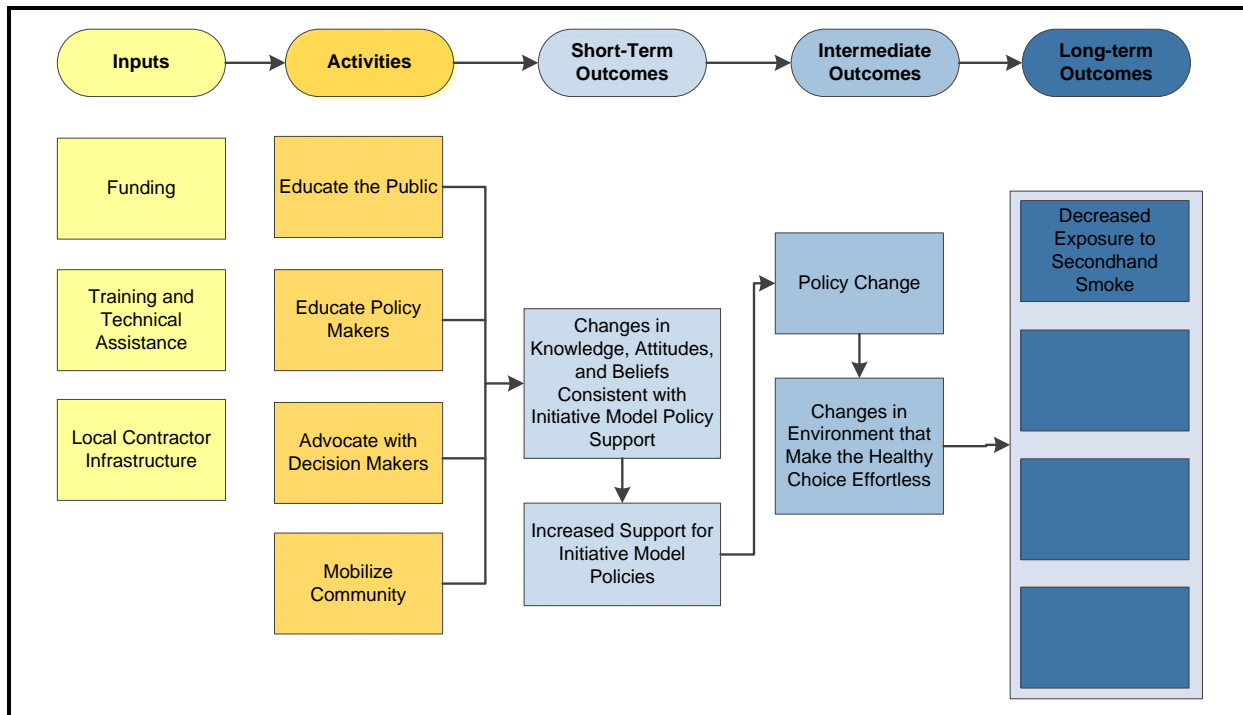 Inputs
Activities
Short-Term
Outcomes
Intermediate
Outcomes
Long-term
Outcomes
Funding
Training and
Technical
Assistance
Local Contractor
Infrastructure
Educate the Public
Educate Policy
Makers
Advocate with
Decision Makers
Mobilize
Community
Changes in
Knowledge, Attitudes,
and Beliefs
Consistent with
Initiative Model Policy
Support
Increased Support for
Initiative Model
Policies
Policy Change
Changes in
Environment that
Make the Healthy
Choice Effortless
Decreased
Exposure to
Secondhand
Smoke